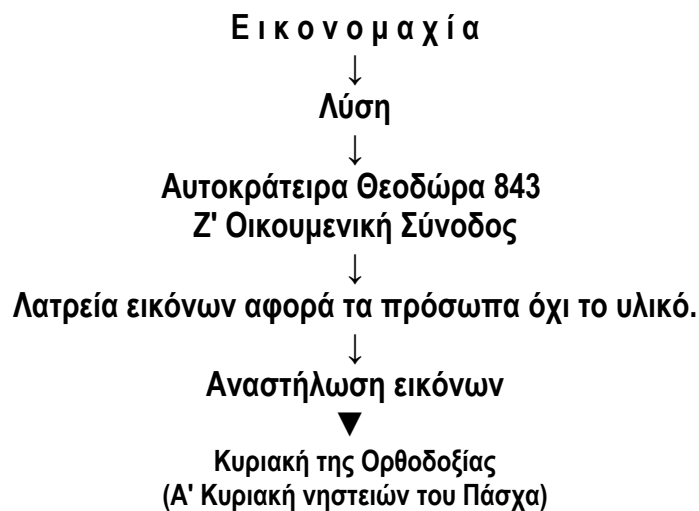 Εικονομαχία
↓
Λύση
↓
Αυτοκράτειρα Θεοδώρα 843
Ζ' Οικουμενική Σύνοδος
↓
Λατρεία εικόνων αφορά τα πρόσωπα όχι το υλικό.
↓
Αναστήλωση εικόνων
▼
Κυριακή της Ορθοδοξίας
(Α' Κυριακή νηστειών του Πάσχα)